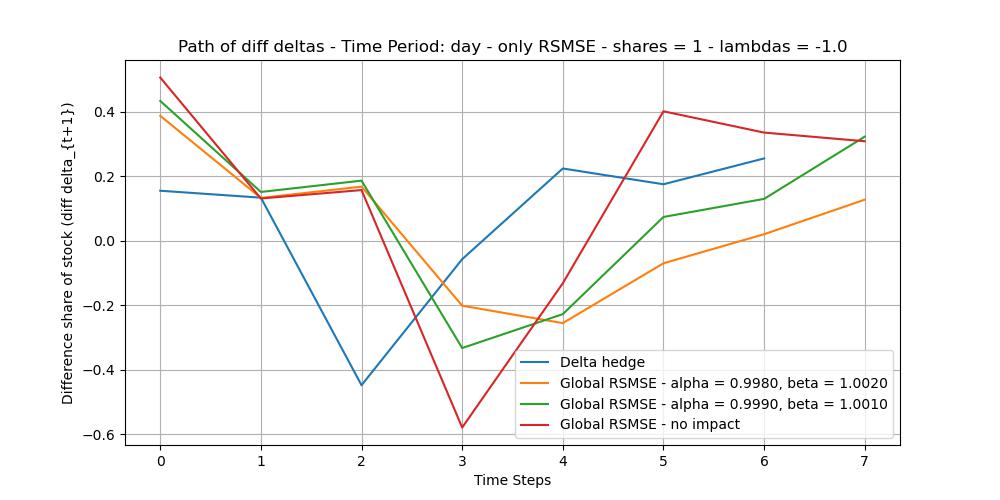 Path of diff deltas - Time Period: day - only RSMSE - shares = 1 - lambdas = -1.0
Difference share of stock (diff delta_{t+1})
0.4
0.2
0.0
−0.2
−0.4
−0.6
Delta hedge
Global RSMSE - alpha = 0.9980, beta = 1.0020
Global RSMSE - alpha = 0.9990, beta = 1.0010
Global RSMSE - no impact
0 1 2 3 4 5 6 7
Time Steps